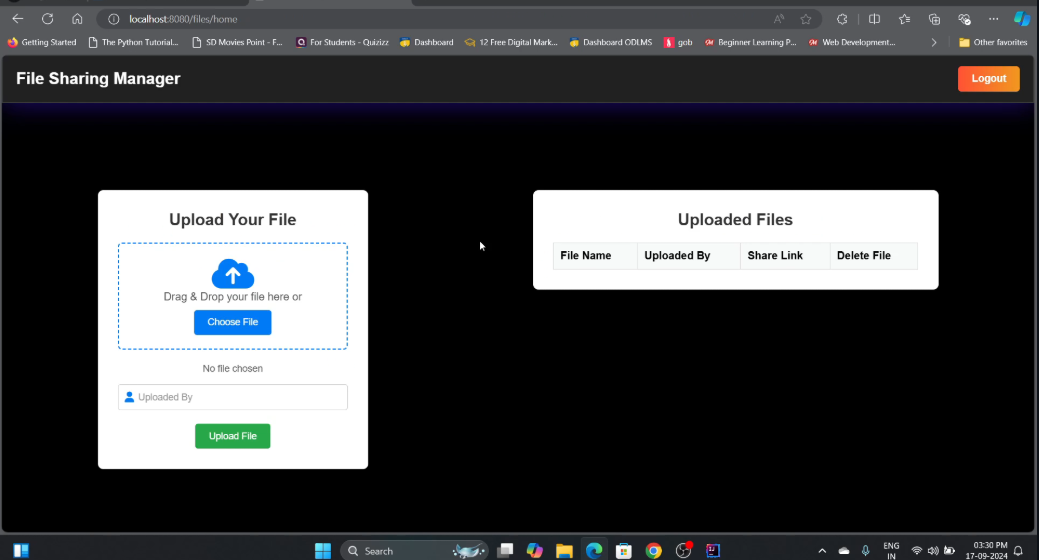 localhost:8080/files/home
Getting Started
The Python Tutorial...
SD Movies Point - F...
For Students - Quizizz
Dashboard
12 Free Digital Mark...
Dashboard ODLMS
gob
Beginner Learning P...
Web Development...
Other favorites
File Sharing Manager
Logout
Upload Your File
Drag & Drop your file here or
Choose File
No file chosen
Uploaded By
Upload File
Uploaded Files
File Name Uploaded By Share Link Delete File
Search
ENG
IN
03:30 PM
17-09-2024